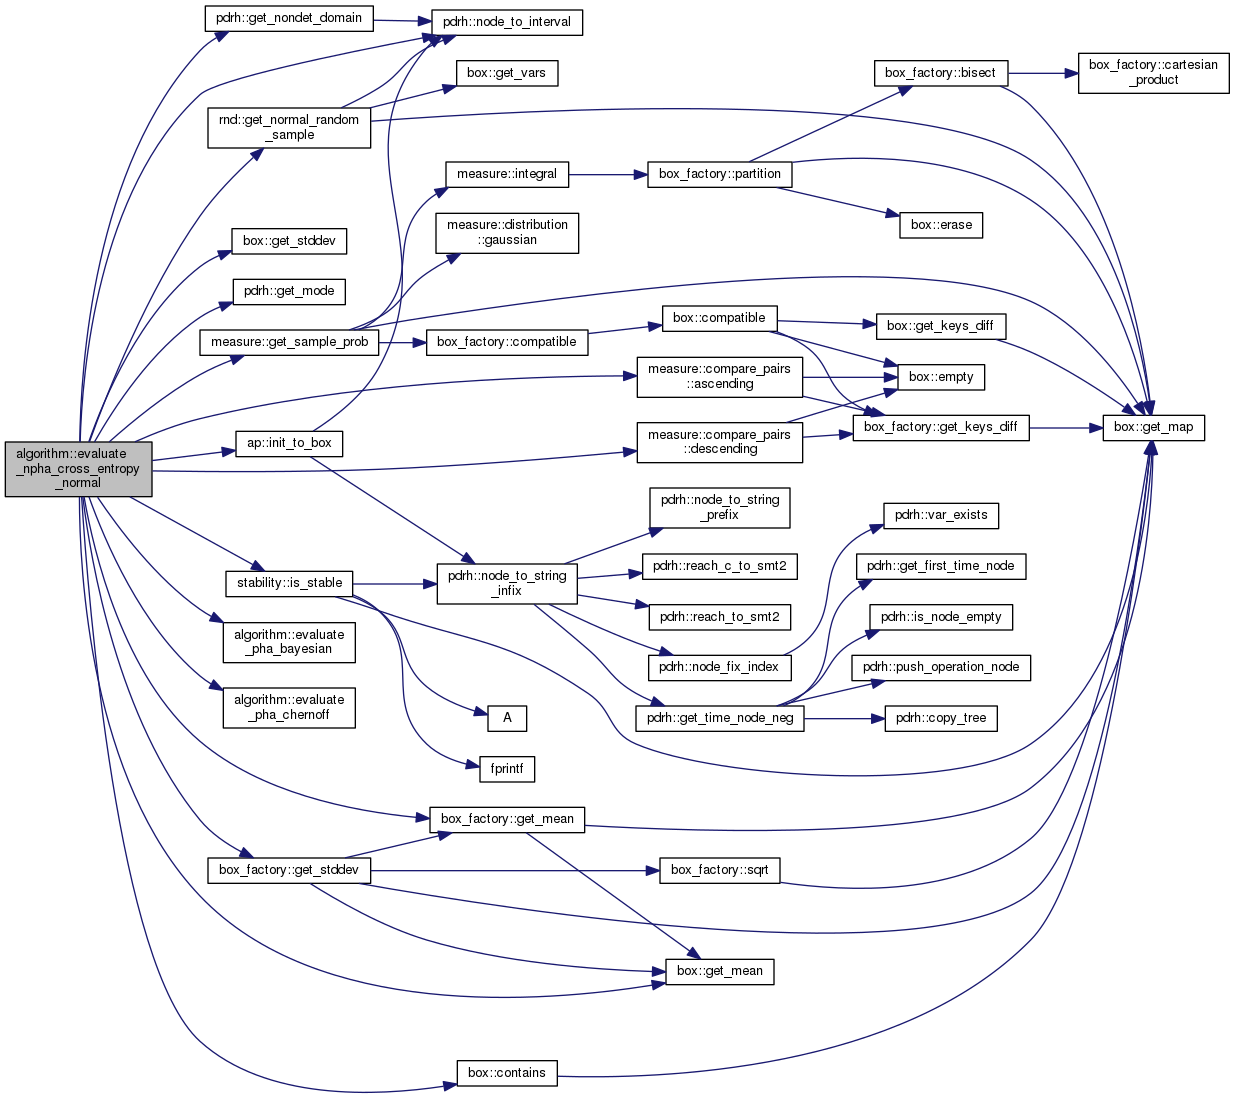 pdrh::get_nondet_domain
pdrh::node_to_interval
box::get_vars
box_factory::bisect
box_factory::cartesian
_product
rnd::get_normal_random
_sample
measure::integral
box_factory::partition
box::erase
measure::distribution
::gaussian
box::get_stddev
pdrh::get_mode
measure::get_sample_prob
box_factory::compatible
box::compatible
box::get_keys_diff
measure::compare_pairs
::ascending
box::empty
box_factory::get_keys_diff
box::get_map
measure::compare_pairs
::descending
ap::init_to_box
algorithm::evaluate
_npha_cross_entropy
_normal
pdrh::node_to_string
_prefix
pdrh::var_exists
stability::is_stable
pdrh::node_to_string
_infix
pdrh::reach_c_to_smt2
pdrh::get_first_time_node
pdrh::reach_to_smt2
pdrh::is_node_empty
algorithm::evaluate
_pha_bayesian
pdrh::node_fix_index
pdrh::push_operation_node
algorithm::evaluate
_pha_chernoff
A
pdrh::get_time_node_neg
pdrh::copy_tree
fprintf
box_factory::get_mean
box_factory::get_stddev
box_factory::sqrt
box::get_mean
box::contains